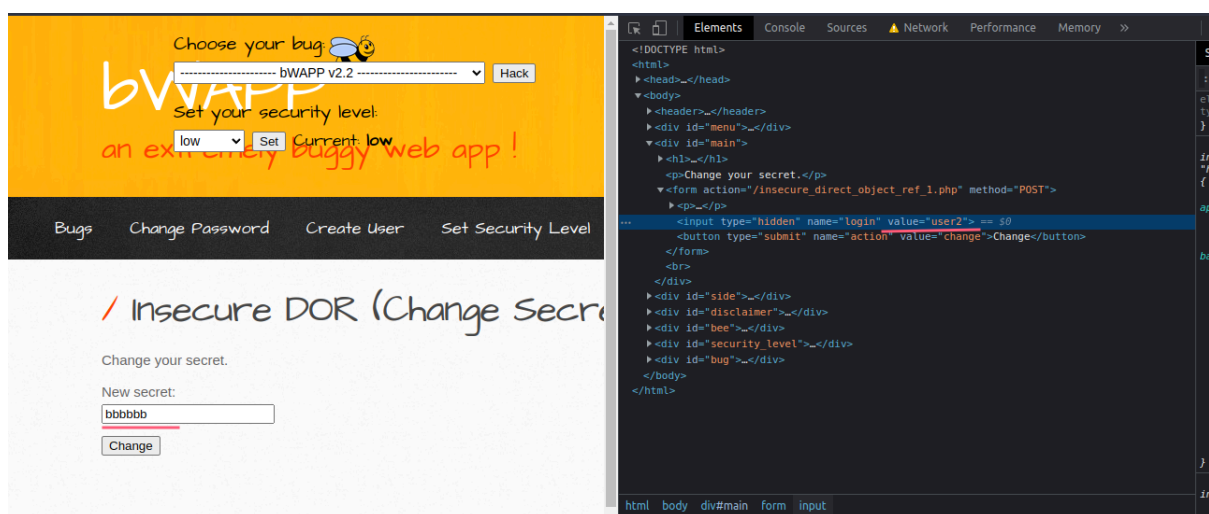 Choose your bug:
---------------------- bWAPP v2.2 ----------------------- Hack
bWAPP
Set your security level:
low Set Current: low
an extremely buggy web app !
Bugs Change Password Create User Set Security Level
/ Insecure DOR (Change Secre
Change your secret.
New secret:
bbbbbb
Change
Elements Console Sources Network Performance Memory »
<!DOCTYPE html>
<html>
▶<head>…</head>
▼<body>
▶<header>…</header>
▶<div id="menu">…</div>
▼<div id="main">
▶<h1>…</h1>
<p>Change your secret.</p>
▼<form action="/insecure_direct_object_ref_1.php" method="POST">
▶<p>…</p>
… <input type="hidden" name="login" value="user2"> == $0
<button type="submit" name="action" value="change">Change</button>
</form>
<br>
</div>
▶<div id="side">…</div>
▶<div id="disclaimer">…</div>
▶<div id="bee">…</div>
▶<div id="security_level">…</div>
▶<div id="bug">…</div>
</body>
</html>
html body div#main form input